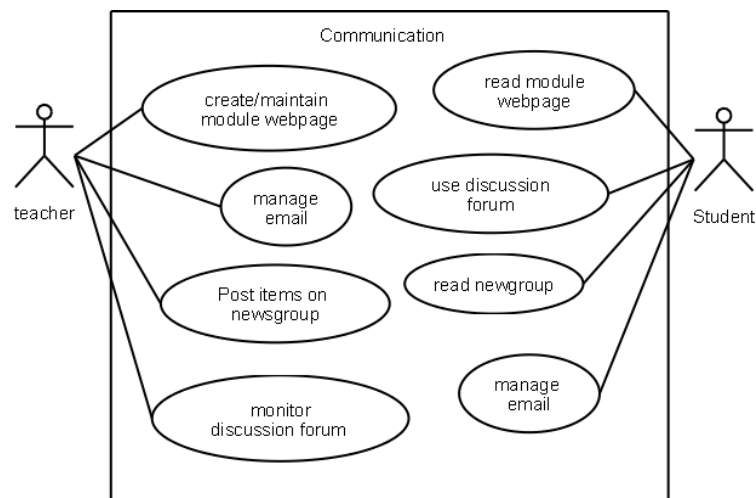 Communication
create/maintain
module webpage
read module
webpage
manage
email
use discussion
forum
teacher
Student
Post items on
newsgroup
read newgroup
monitor
discussion forum
manage
email